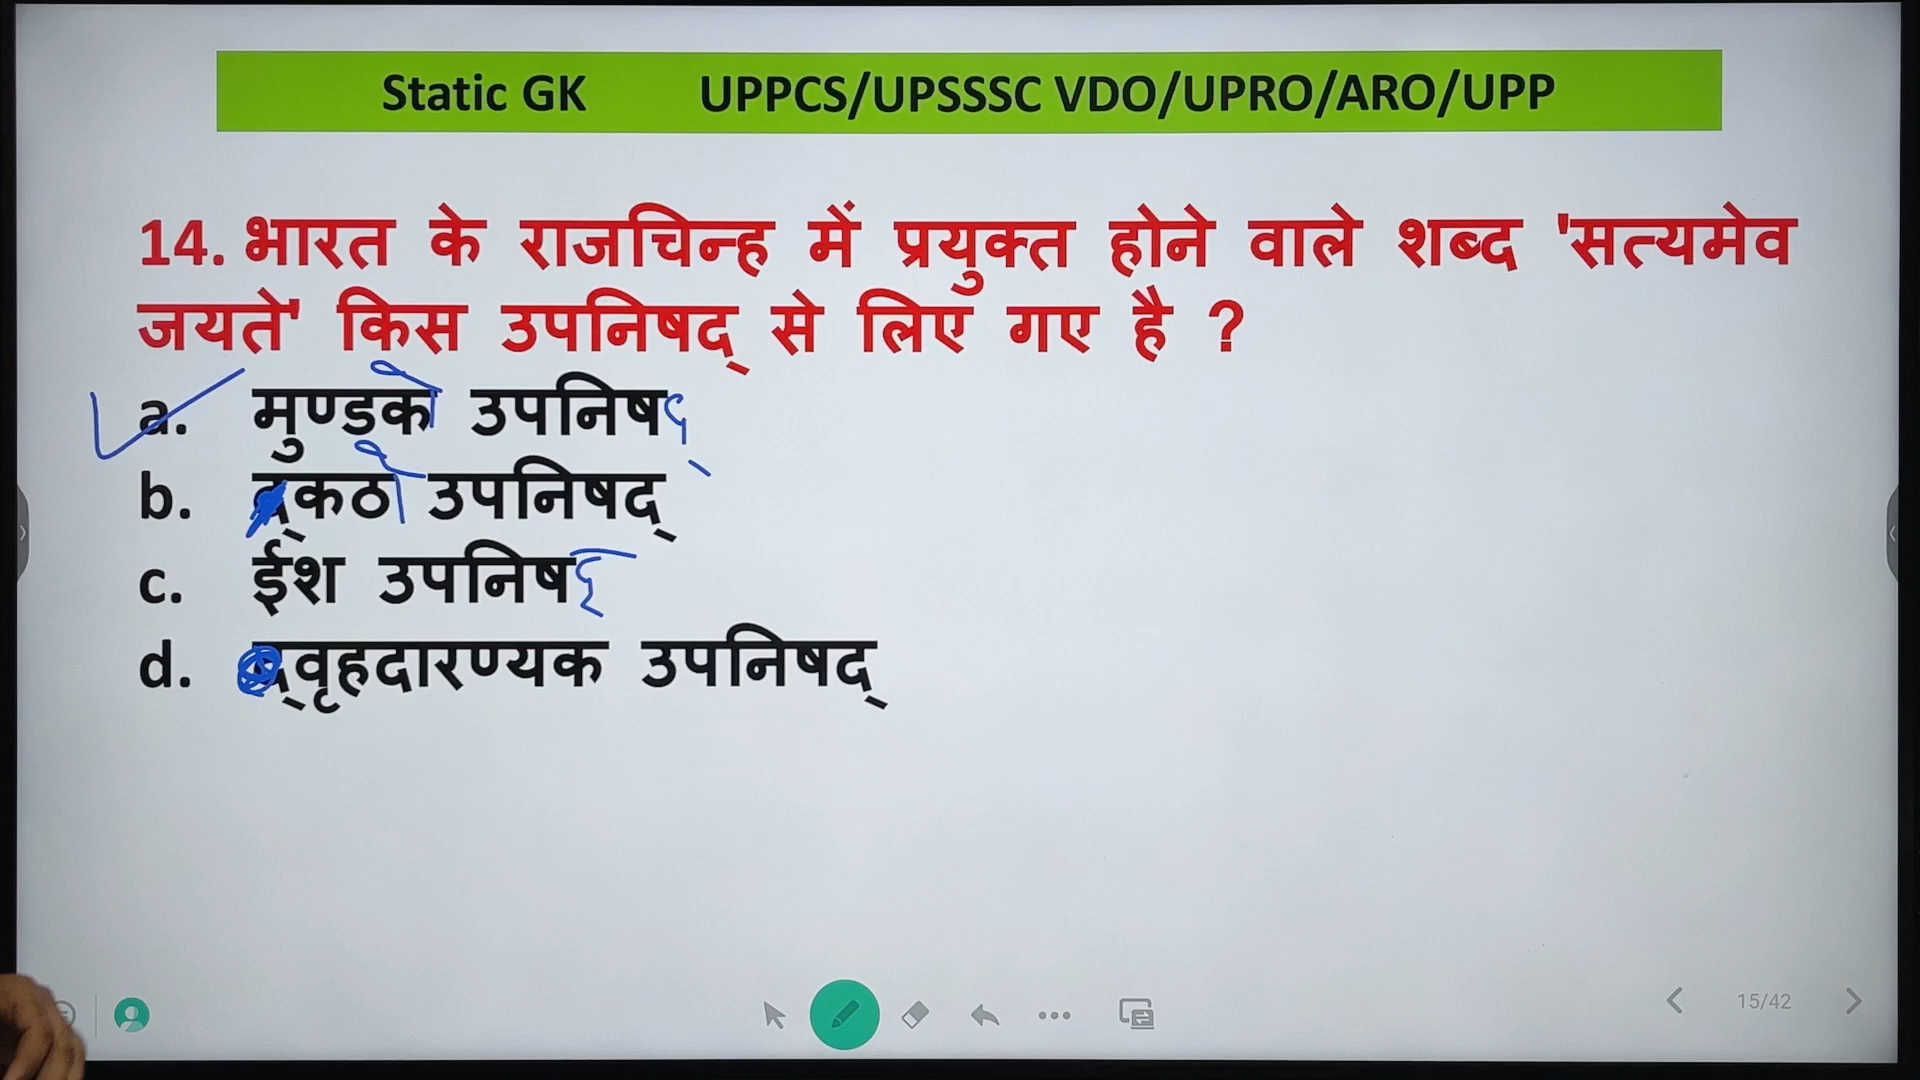 Static GK UPPCS/UPSSSC VDO/UPRO/ARO/UPP
14. भारत के राजचिन्ह में प्रयुक्त होने वाले शब्द 'सत्यमेव
जयते' किस उपनिषद् से लिए गए है ?
a. मुण्डको उपनिषद्
b. कठो उपनिषद्
c. ईश उपनिषद
d. वृहदारण्यक उपनिषद्
15/42